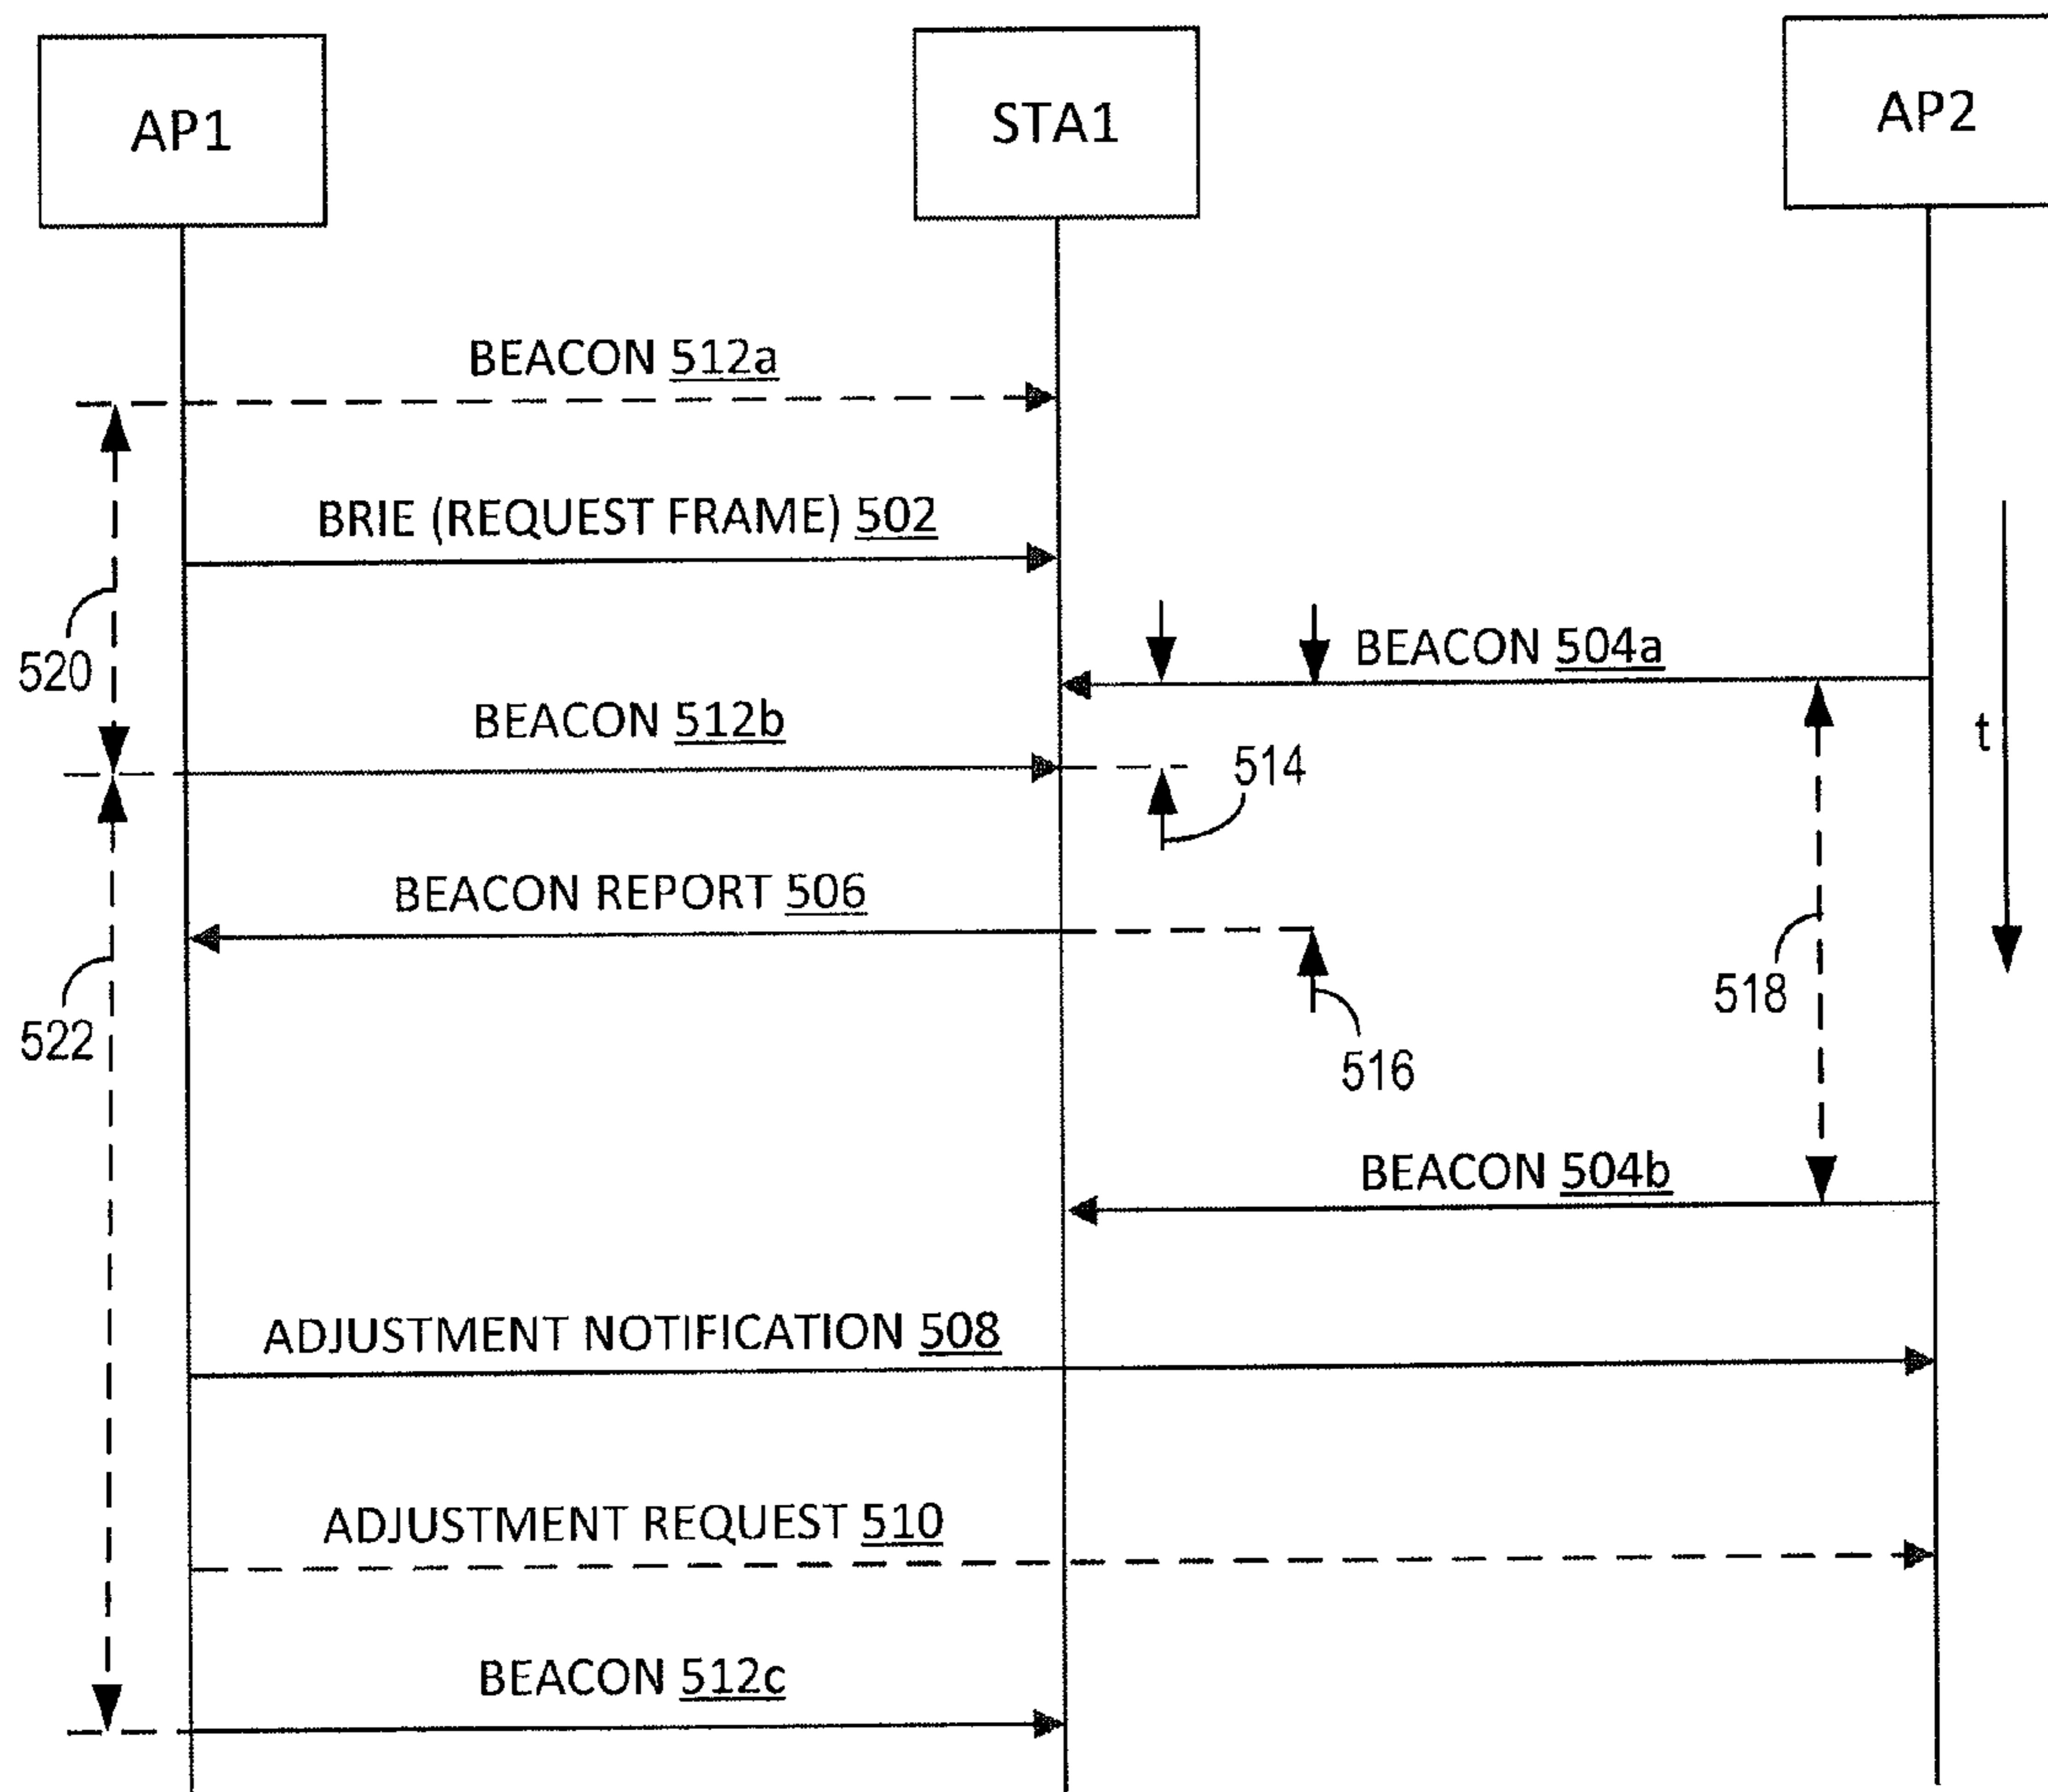 AP1
STA1
AP2
BEACON 512a
BRIE (REQUEST FRAME) 502
BEACON 504a
520
BEACON 512b
t
514
BEACON REPORT 506
518
522
516
BEACON 504b
ADJUSTMENT NOTIFICATION 508
ADJUSTMENT REQUEST 510
BEACON 512c